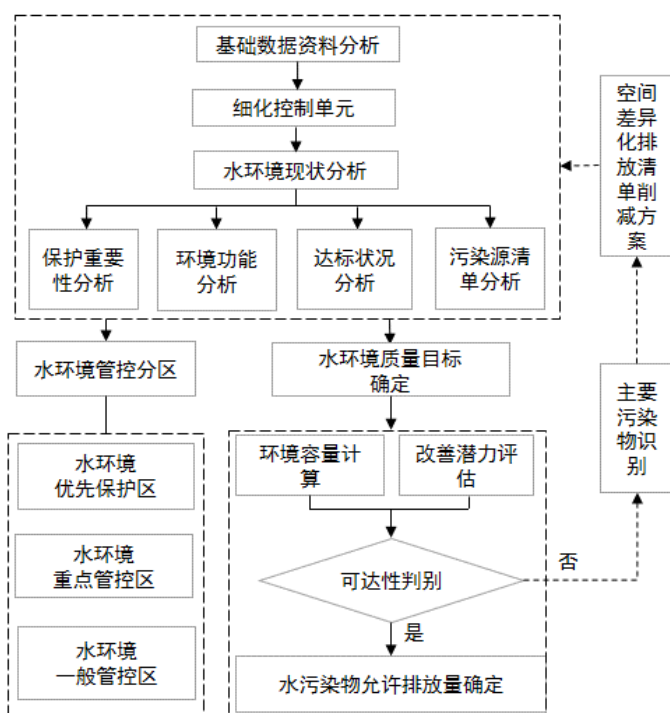 基础数据资料分析
细化控制单元
水环境现状分析
保护重要
性分析
环境功能
分析
达标状况
分析
污染源清
单分析
空间
差异
化排
放清
单削
减方
案
水环境管控分区
水环境质量目标
确定
主要
污染
物识
别
水环境
优先保护区
水环境
重点管控区
水环境
一般管控区
环境容量计
算
改善潜力评
估
可达性判别
否
是
水污染物允许排放量确定